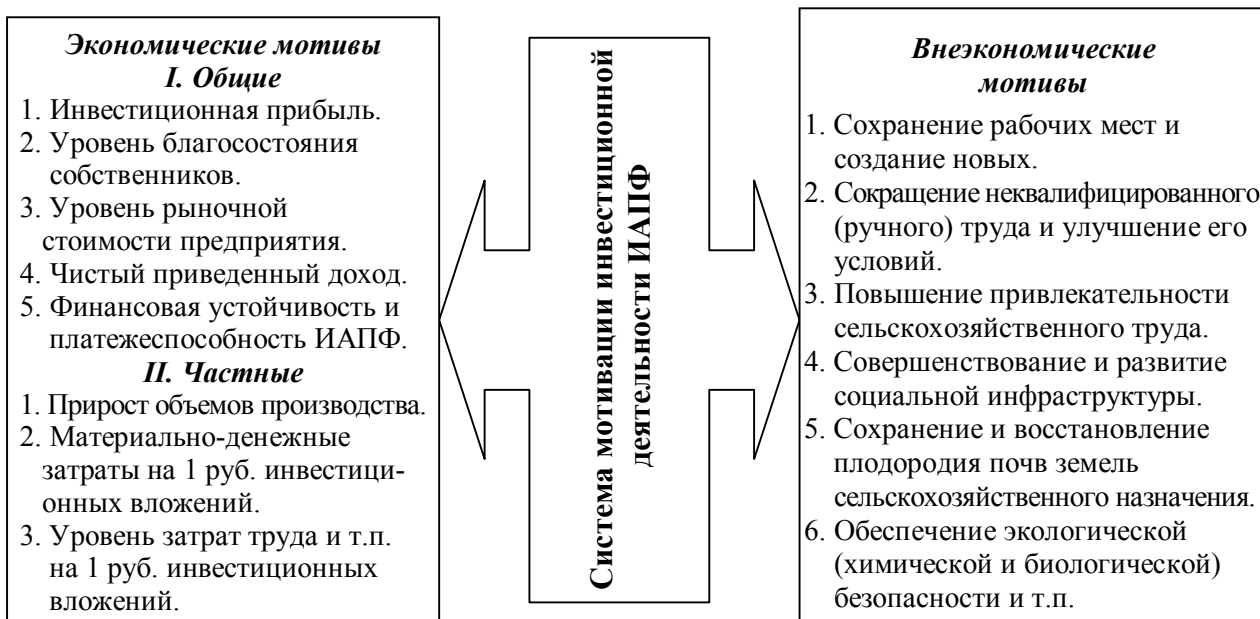 Экономические мотивы
I. Общие
1. Инвестиционная прибыль.
2. Уровень благосостояния
собственников.
3. Уровень рыночной
стоимости предприятия.
4. Чистый приведенный доход.
5. Финансовая устойчивость и
платежеспособность ИАПФ.
II. Частные
1. Прирост объемов производства.
2. Материально-денежные
затраты на 1 руб. инвестици-
онных вложений.
3. Уровень затрат труда и т.п.
на 1 руб. инвестиционных
вложений.
Система мотивации инвестиционной
деятельности ИАПФ
Внеэкономические
мотивы
1. Сохранение рабочих мест и
создание новых.
2. Сокращение неквалифицированного
(ручного) труда и улучшение его
условий.
3. Повышение привлекательности
сельскохозяйственного труда.
4. Совершенствование и развитие
социальной инфраструктуры.
5. Сохранение и восстановление
плодородия почв земель
сельскохозяйственного назначения.
6. Обеспечение экологической
(химической и биологической)
безопасности и т.п.